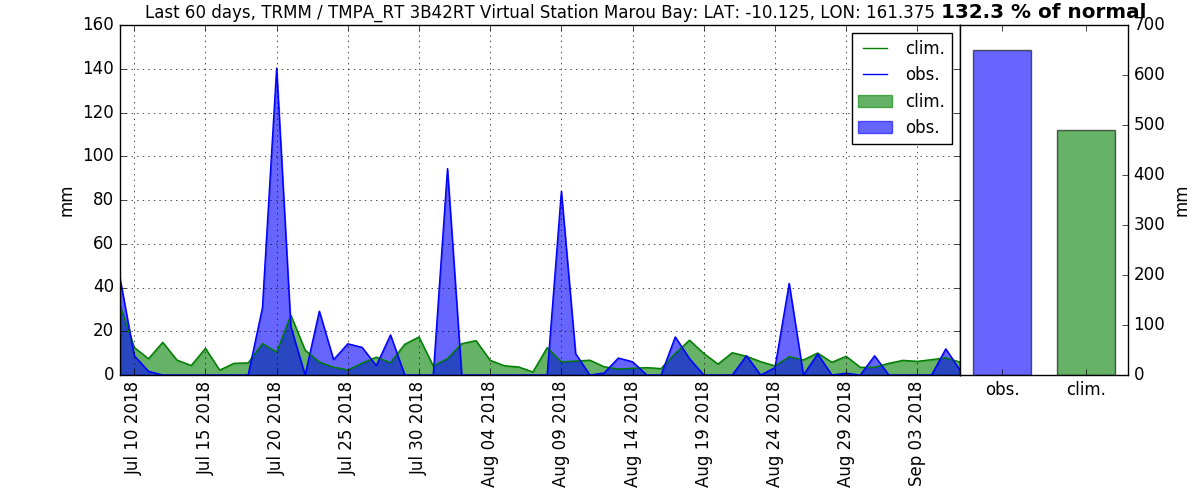 Last 60 days, TRMM / TMPA_RT 3B42RT Virtual Station Marou Bay: LAT: -10.125, LON: 161.375 132.3 % of normal
160
140
120
100
80
60
40
20
0
mm
clim.
obs.
clim.
obs.
Jul 10 2018
Jul 15 2018
Jul 20 2018
Jul 25 2018
Jul 30 2018
Aug 04 2018
Aug 09 2018
Aug 14 2018
Aug 19 2018
Aug 24 2018
Aug 29 2018
Sep 03 2018
700
600
500
400
300
200
100
0
mm
obs. clim.